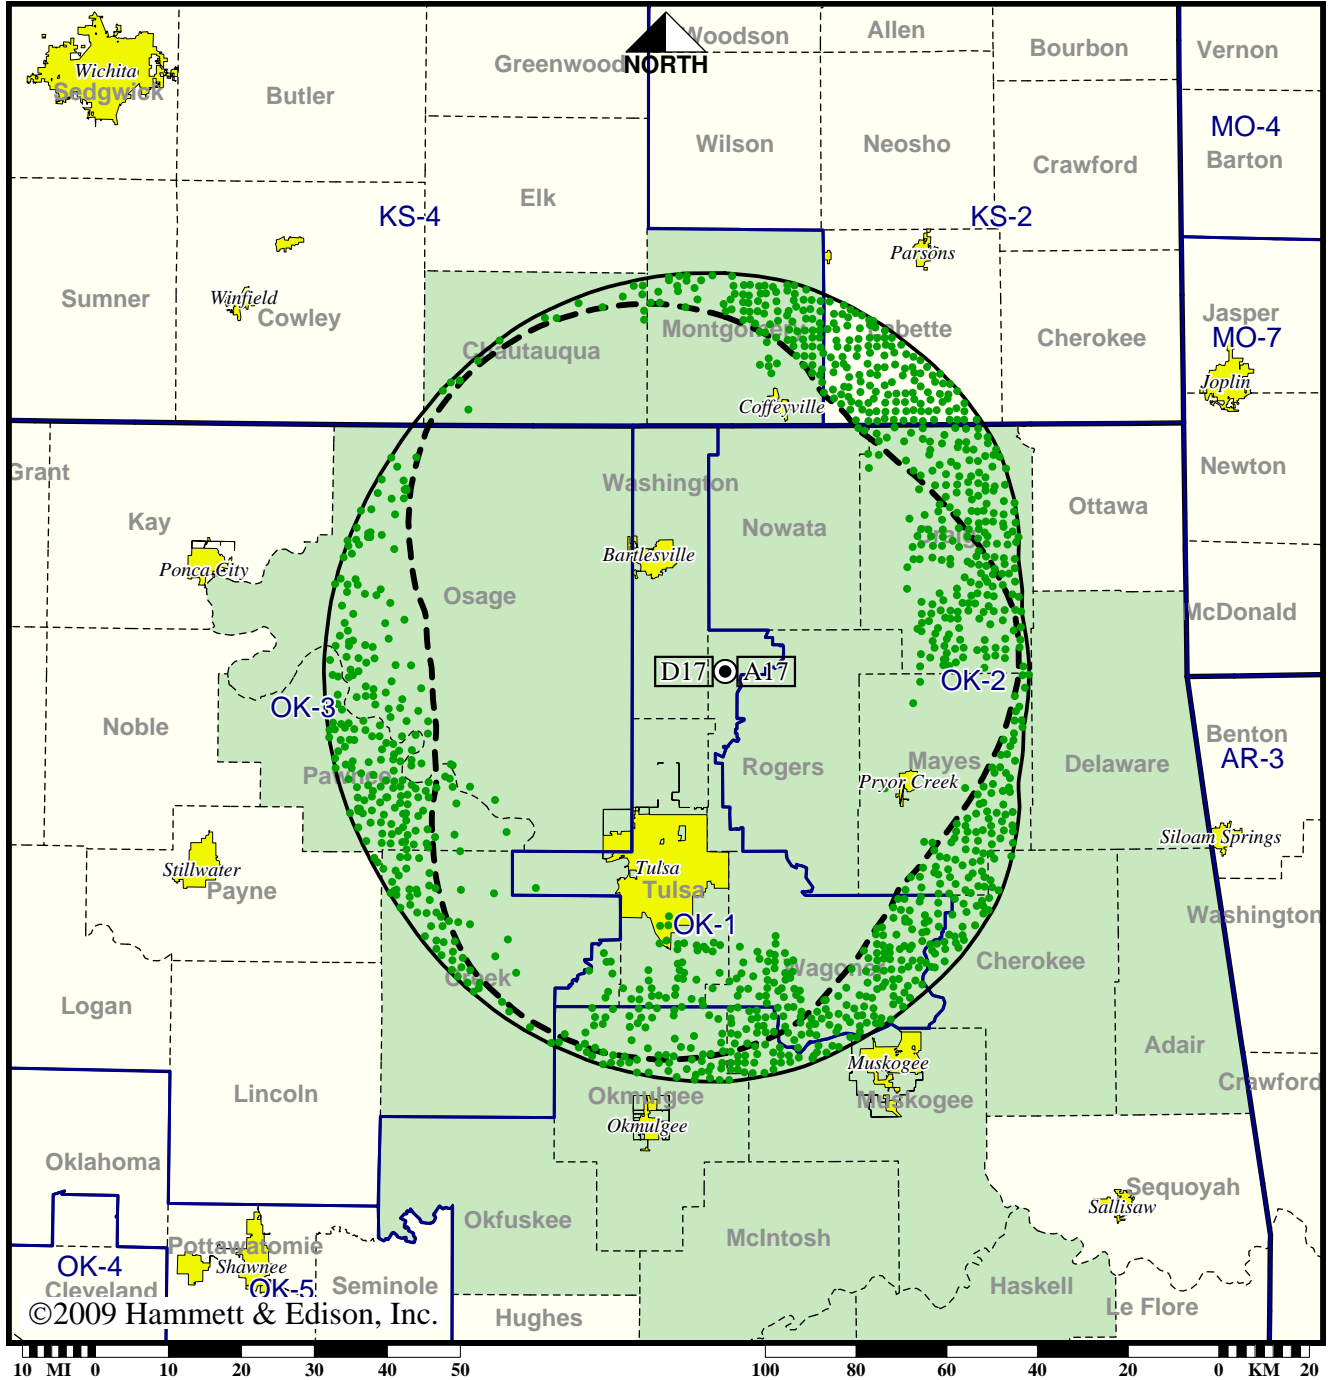 Woodson
Allen
Bourbon
Vernon
Greenwood
NORTH
Wichita
Sedgwick
Butler
MO-4
Wilson
Neosho
Barton
Crawford
Elk
KS-4
KS-2
Parsons
Sumner
Winfield
Cowley
Jasper
Montgomery
Labette
MO-7
Cherokee
Chautauqua
Joplin
Coffeyville
Grant
Washington
Newton
Kay
Nowata
Ottawa
Craig
Bartlesville
Ponca City
Osage
McDonald
D17
A17
OK-2
OK-3
Noble
Benton
Pawnee
Rogers
Mayes
Delaware
AR-3
Pryor Creek
Siloam Springs
Stillwater
Payne
Tulsa
Tulsa
OK-1
Washington
Creek
Wagoner
Cherokee
Logan
Adair
Muskogee
Lincoln
Okmulgee
Muskogee
Crawford
Okmulgee
Oklahoma
Sequoyah
Sallisaw
Okfuskee
McIntosh
Pottawatomie
OK-4
Shawnee
Cleveland
OK-5
Seminole
Haskell
Le Flore
©2009 Hammett & Edison, Inc.
Hughes
10 MI 0 10 20 30 40 50
100 80 60 40 20 0 KM 20